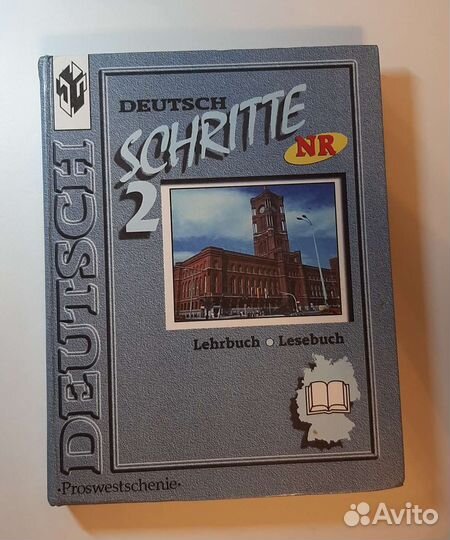 DEUTSCH
SCHRITTE
NR
2
Lehrbuch • Lesebuch
DEUTSCH
·Proswestschenie·
Avito